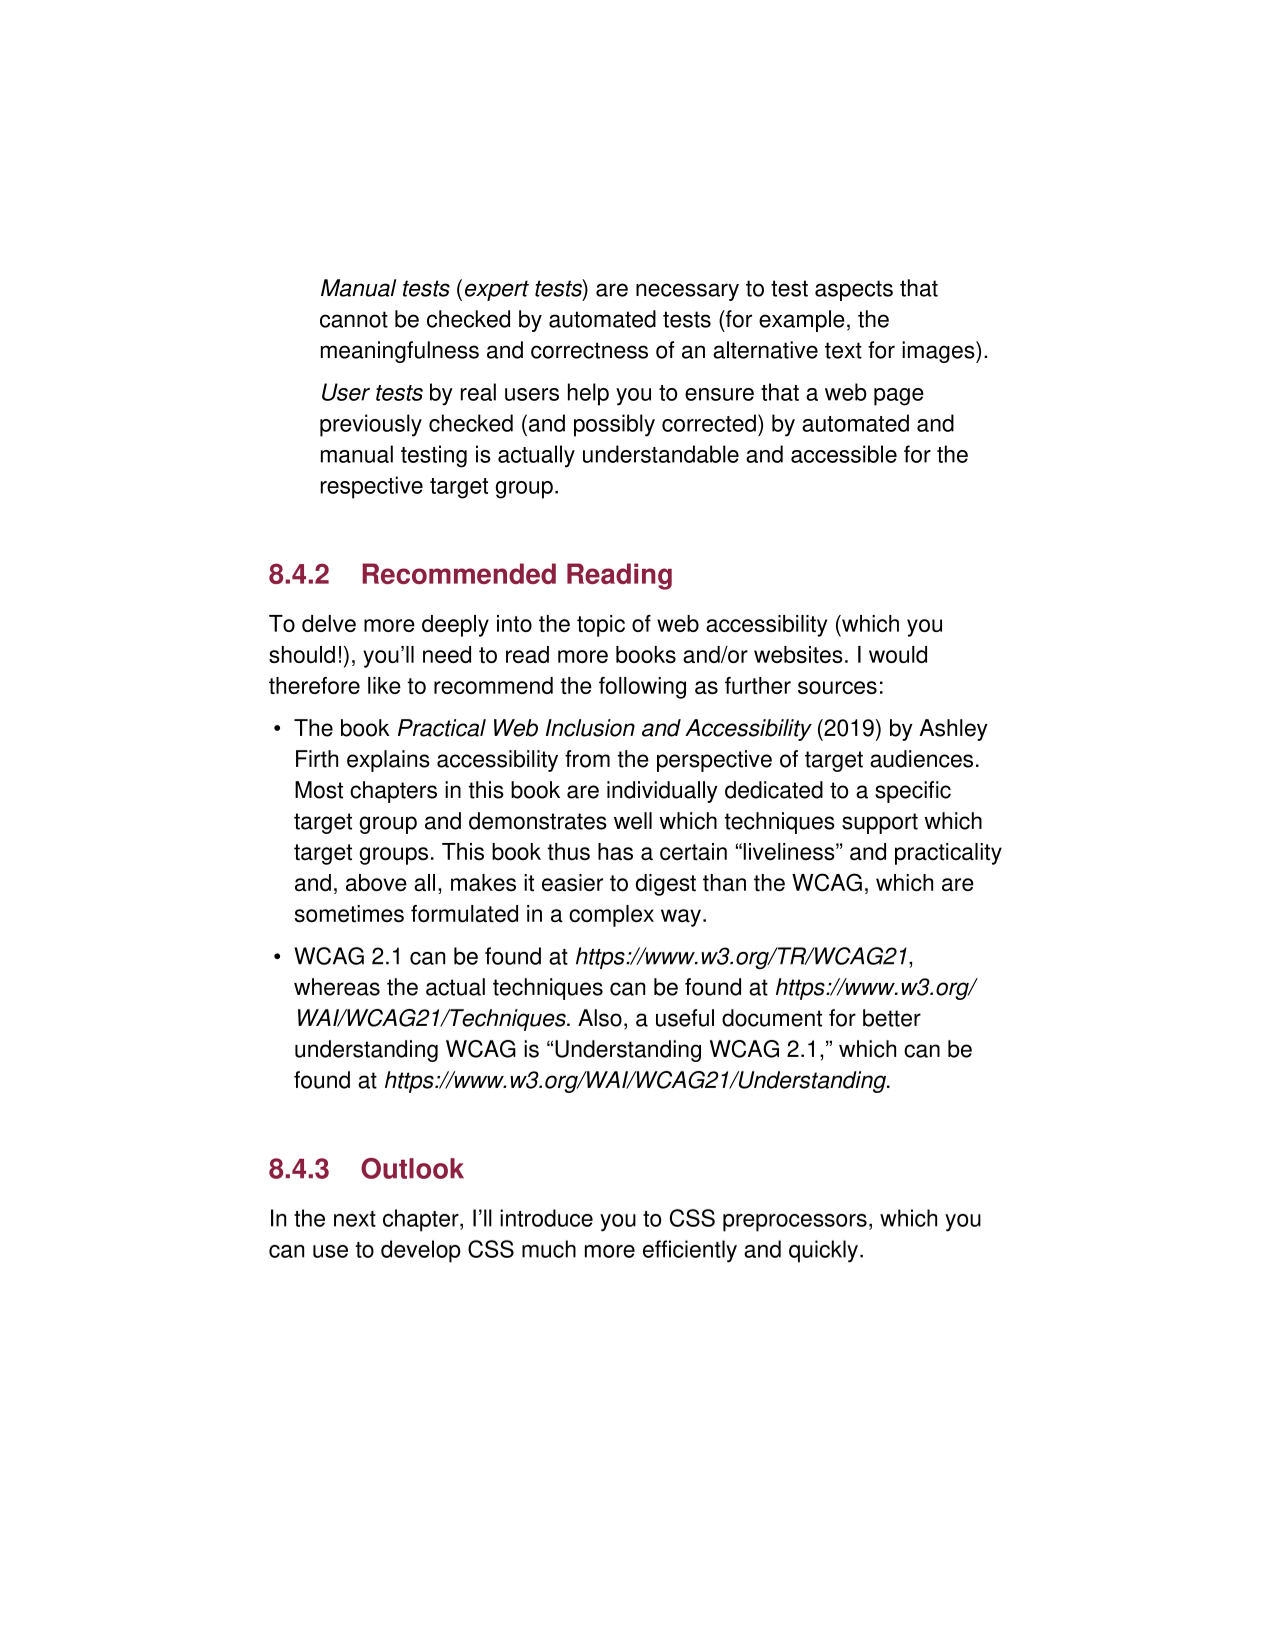 Manual tests (expert tests) are necessary to test aspects that
cannot be checked by automated tests (for example, the
meaningfulness and correctness of an alternative text for images).
User tests by real users help you to ensure that a web page
previously checked (and possibly corrected) by automated and
manual testing is actually understandable and accessible for the
respective target group.
8.4.2 Recommended Reading
To delve more deeply into the topic of web accessibility (which you
should!), you’ll need to read more books and/or websites. I would
therefore like to recommend the following as further sources:
• The book Practical Web Inclusion and Accessibility (2019) by Ashley
Firth explains accessibility from the perspective of target audiences.
Most chapters in this book are individually dedicated to a specific
target group and demonstrates well which techniques support which
target groups. This book thus has a certain “liveliness” and practicality
and, above all, makes it easier to digest than the WCAG, which are
sometimes formulated in a complex way.
• WCAG 2.1 can be found at https://www.w3.org/TR/WCAG21,
whereas the actual techniques can be found at https://www.w3.org/
WAI/WCAG21/Techniques. Also, a useful document for better
understanding WCAG is “Understanding WCAG 2.1,” which can be
found at https://www.w3.org/WAI/WCAG21/Understanding.
8.4.3 Outlook
In the next chapter, I’ll introduce you to CSS preprocessors, which you
can use to develop CSS much more efficiently and quickly.